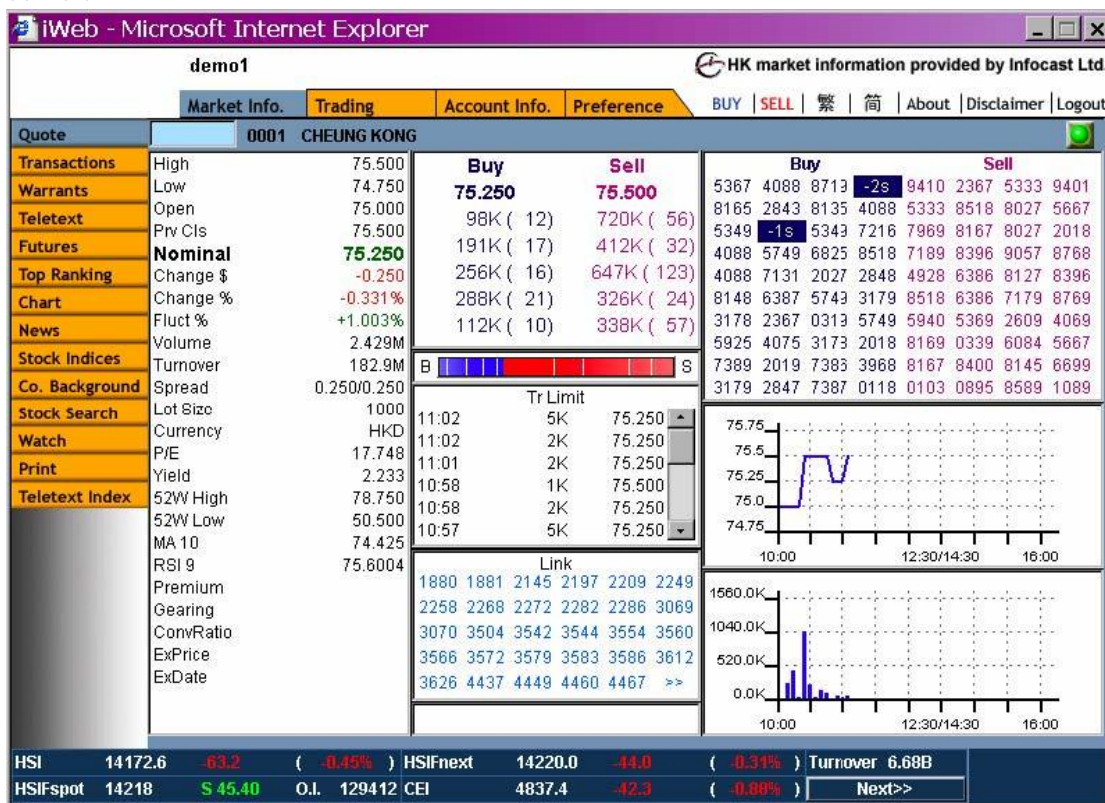 iWeb - Microsoft Internet Explorer
demo1
HK market information provided by Infocast Ltd.
Market Info. Trading Account Info. Preference BUY | SELL | 繁 | 简 | About | Disclaimer | Logout
Quote 0001 CHEUNG KONG
Transactions
Warrants
Teletext
Futures
Top Ranking
Chart
News
Stock Indices
Co. Background
Stock Search
Watch
Print
Teletext Index
High 75.500
Low 74.750
Open 75.000
Prv Cls 75.500
Nominal 75.250
Change $ -0.250
Change % -0.331%
Fluct % +1.003%
Volume 2.429M
Turnover 182.9M
Spread 0.250/0.250
Lot Size 1000
Currency HKD
P/E 17.748
Yield 2.233
52W High 78.750
52W Low 50.500
MA 10 74.425
RSI 9 75.6004
Premium
Gearing
ConvRatio
ExPrice
ExDate
Buy Sell
75.250 75.500
98K ( 12) 720K ( 56)
191K ( 17) 412K ( 32)
256K ( 16) 647K ( 123)
288K ( 21) 326K ( 24)
112K ( 10) 338K ( 57)
B S
Tr Limit
11:02 5K 75.250
11:02 2K 75.250
11:01 2K 75.250
10:58 1K 75.500
10:58 2K 75.250
10:57 5K 75.250
Link
1880 1881 2145 2197 2209 2249
2258 2268 2272 2282 2286 3069
3070 3504 3542 3544 3554 3560
3566 3572 3579 3583 3586 3612
3626 4437 4449 4460 4467 >>
Buy Sell
5367 4088 8719 -2s 9410 2367 5333 9401
8165 2843 8135 4088 5333 8518 8027 5667
5349 -1s 5349 7216 7969 8167 8027 2018
4088 5749 6825 8518 7189 8396 9057 8768
4088 7131 2027 2848 4928 6386 8127 8396
8148 6387 5749 3179 8518 6386 7179 8769
3178 2367 0319 5749 5940 5369 2609 4069
5925 4075 3179 2018 8169 0339 6084 5667
7389 2019 7386 3968 8167 8400 8145 6699
3179 2847 7387 0118 0103 0895 8589 1089
75.75
75.5
75.25
75.0
74.75
10:00 12:30/14:30 16:00
1560.0K
1040.0K
520.0K
0.0K
10:00 12:30/14:30 16:00
HSI 14172.6 -63.2 ( -0.45% ) HSIFnext 14220.0 -44.0 ( -0.31% ) Turnover 6.68B
HSIFspot 14218 S 45.40 O.I. 129412 CEI 4837.4 -42.3 ( -0.88% ) Next>>